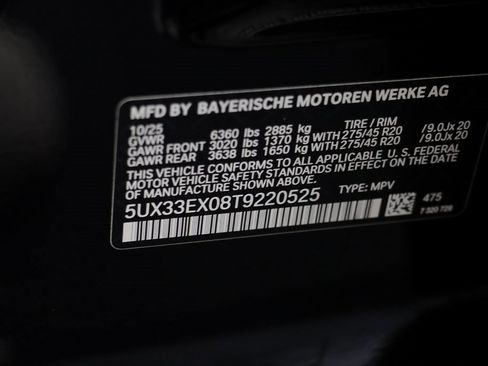 MFD BY BAYERISCHE MOTOREN WERKE AG
10/25 TIRE / RIM
GVWR 6360 lbs 2885 kg
GAWR FRONT 3020 lbs 1370 kg WITH 275/45 R20 / 9.0Jx 20
GAWR REAR 3638 lbs 1650 kg WITH 275/45 R20 / 9.0Jx 20
THIS VEHICLE CONFORMS TO ALL APPLICABLE U. S. FEDERAL
MOTOR VEHICLE SAFETY STANDARDS IN EFFECT ON THE DATE
OF MANUFACTURE SHOWN ABOVE.
5UX33EX08T9220525 TYPE: MPV
475
7 320 729